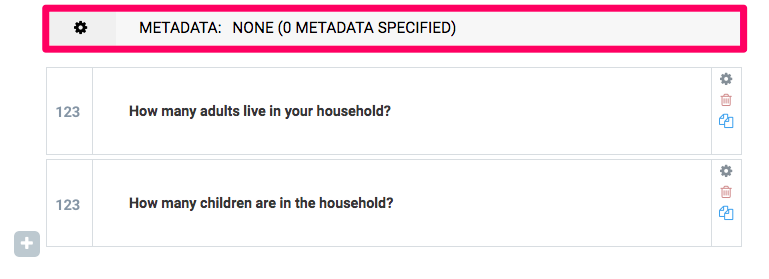 METADATA: NONE (0 METADATA SPECIFIED)
123 How many adults live in your household?
123 How many children are in the household?